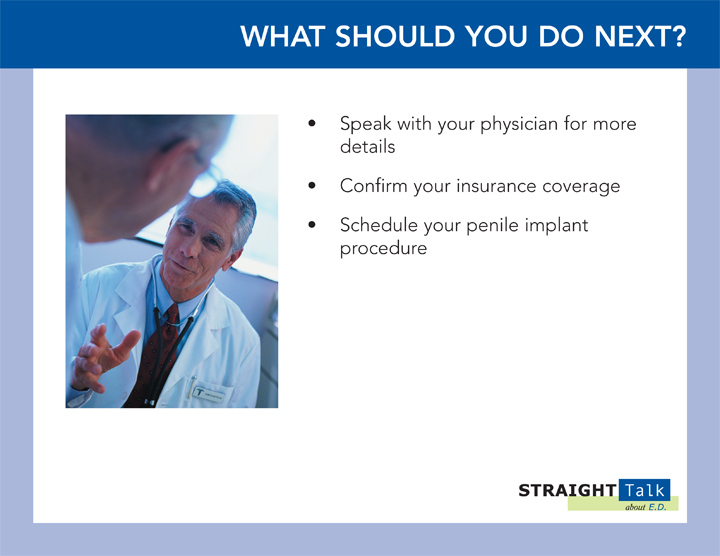 WHAT SHOULD YOU DO NEXT?
• Speak with your physician for more
details
• Confirm your insurance coverage
• Schedule your penile implant
procedure
STRAIGHT Talk
about E.D.